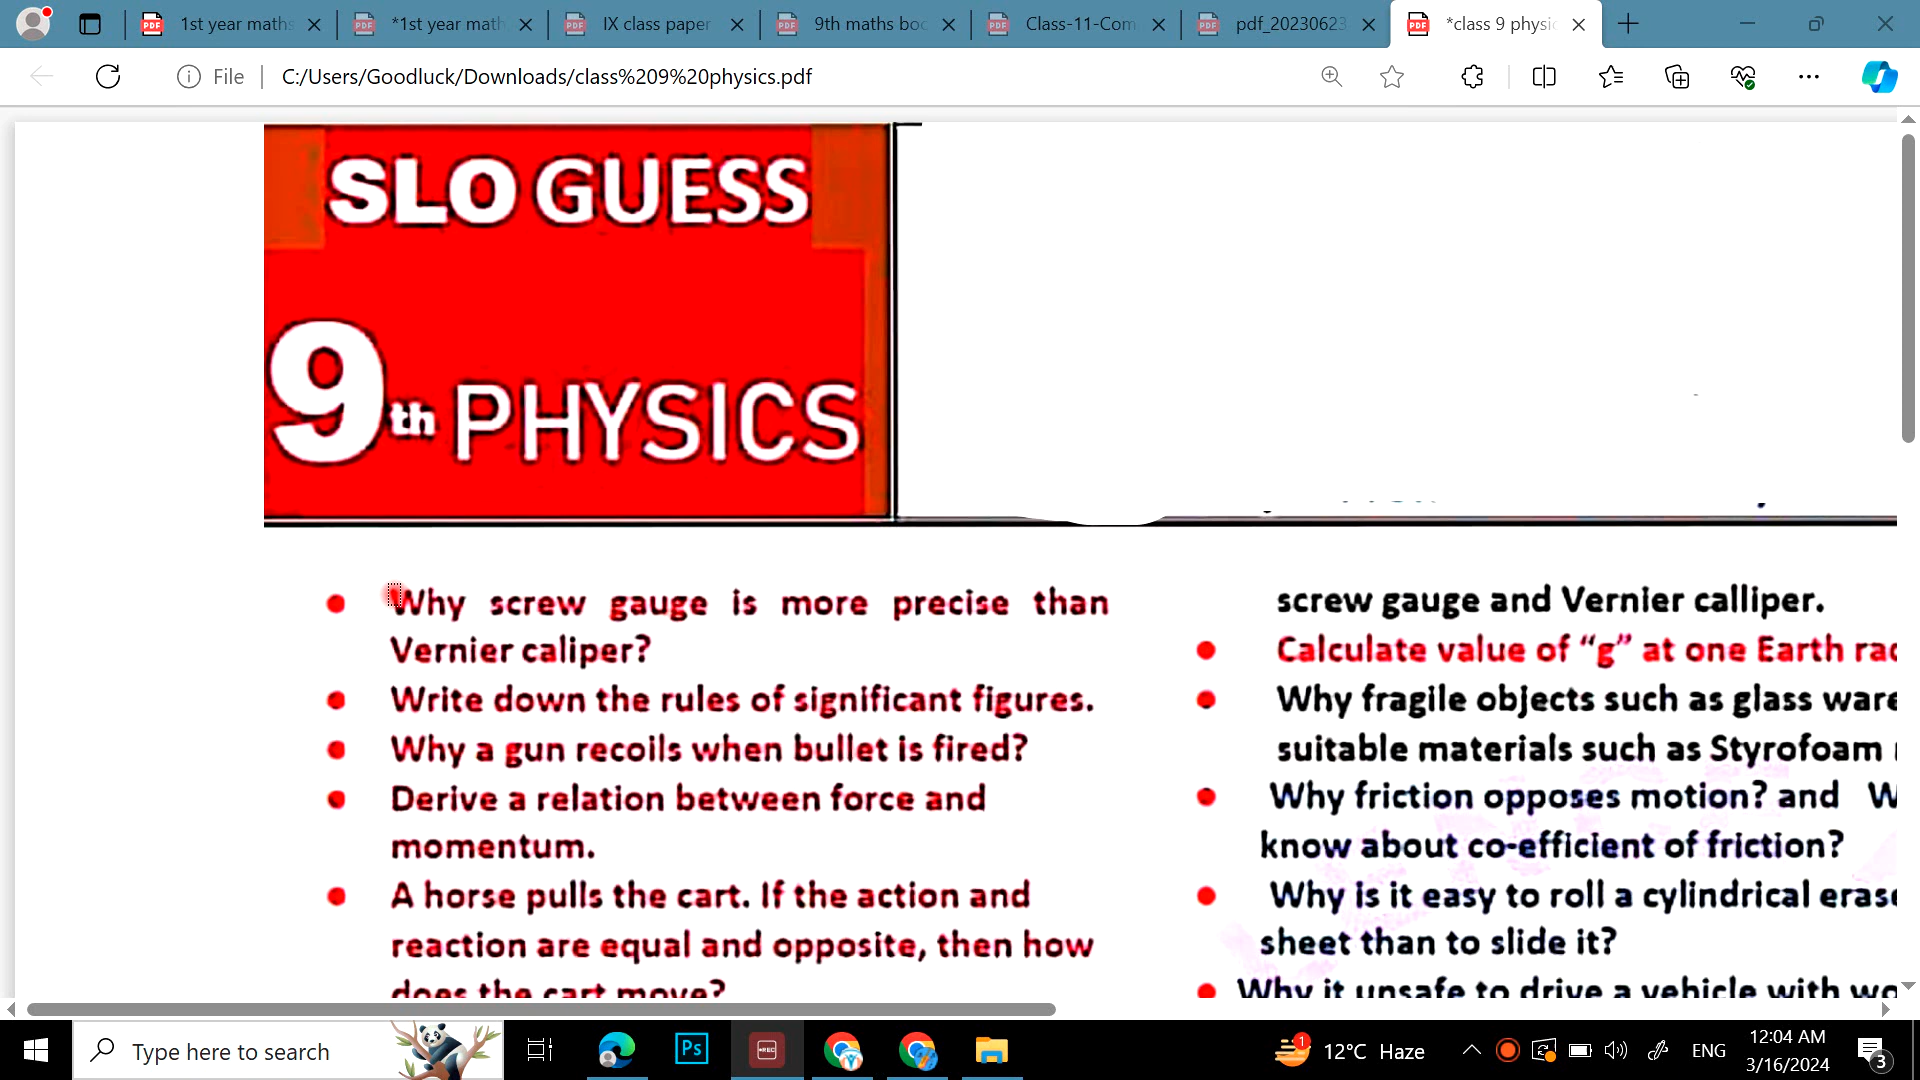 1st year maths
*1st year math
IX class paper
9th maths boo
Class-11-Com
pdf_20230623
*class 9 physic
File
C:/Users/Goodluck/Downloads/class%209%20physics.pdf
SLO GUESS
9th PHYSICS
Why screw gauge is more precise than
Vernier caliper?
Write down the rules of significant figures.
Why a gun recoils when bullet is fired?
Derive a relation between force and
momentum.
A horse pulls the cart. If the action and
reaction are equal and opposite, then how
does the cart move?
screw gauge and Vernier calliper.
Calculate value of “g” at one Earth rad
Why fragile objects such as glass ware
suitable materials such as Styrofoam
Why friction opposes motion? and W
know about co-efficient of friction?
Why is it easy to roll a cylindrical erase
sheet than to slide it?
Why it unsafe to drive a vehicle with wo
Type here to search
Ps
REC
1
12°C Haze
ENG
12:04 AM
3/16/2024
3